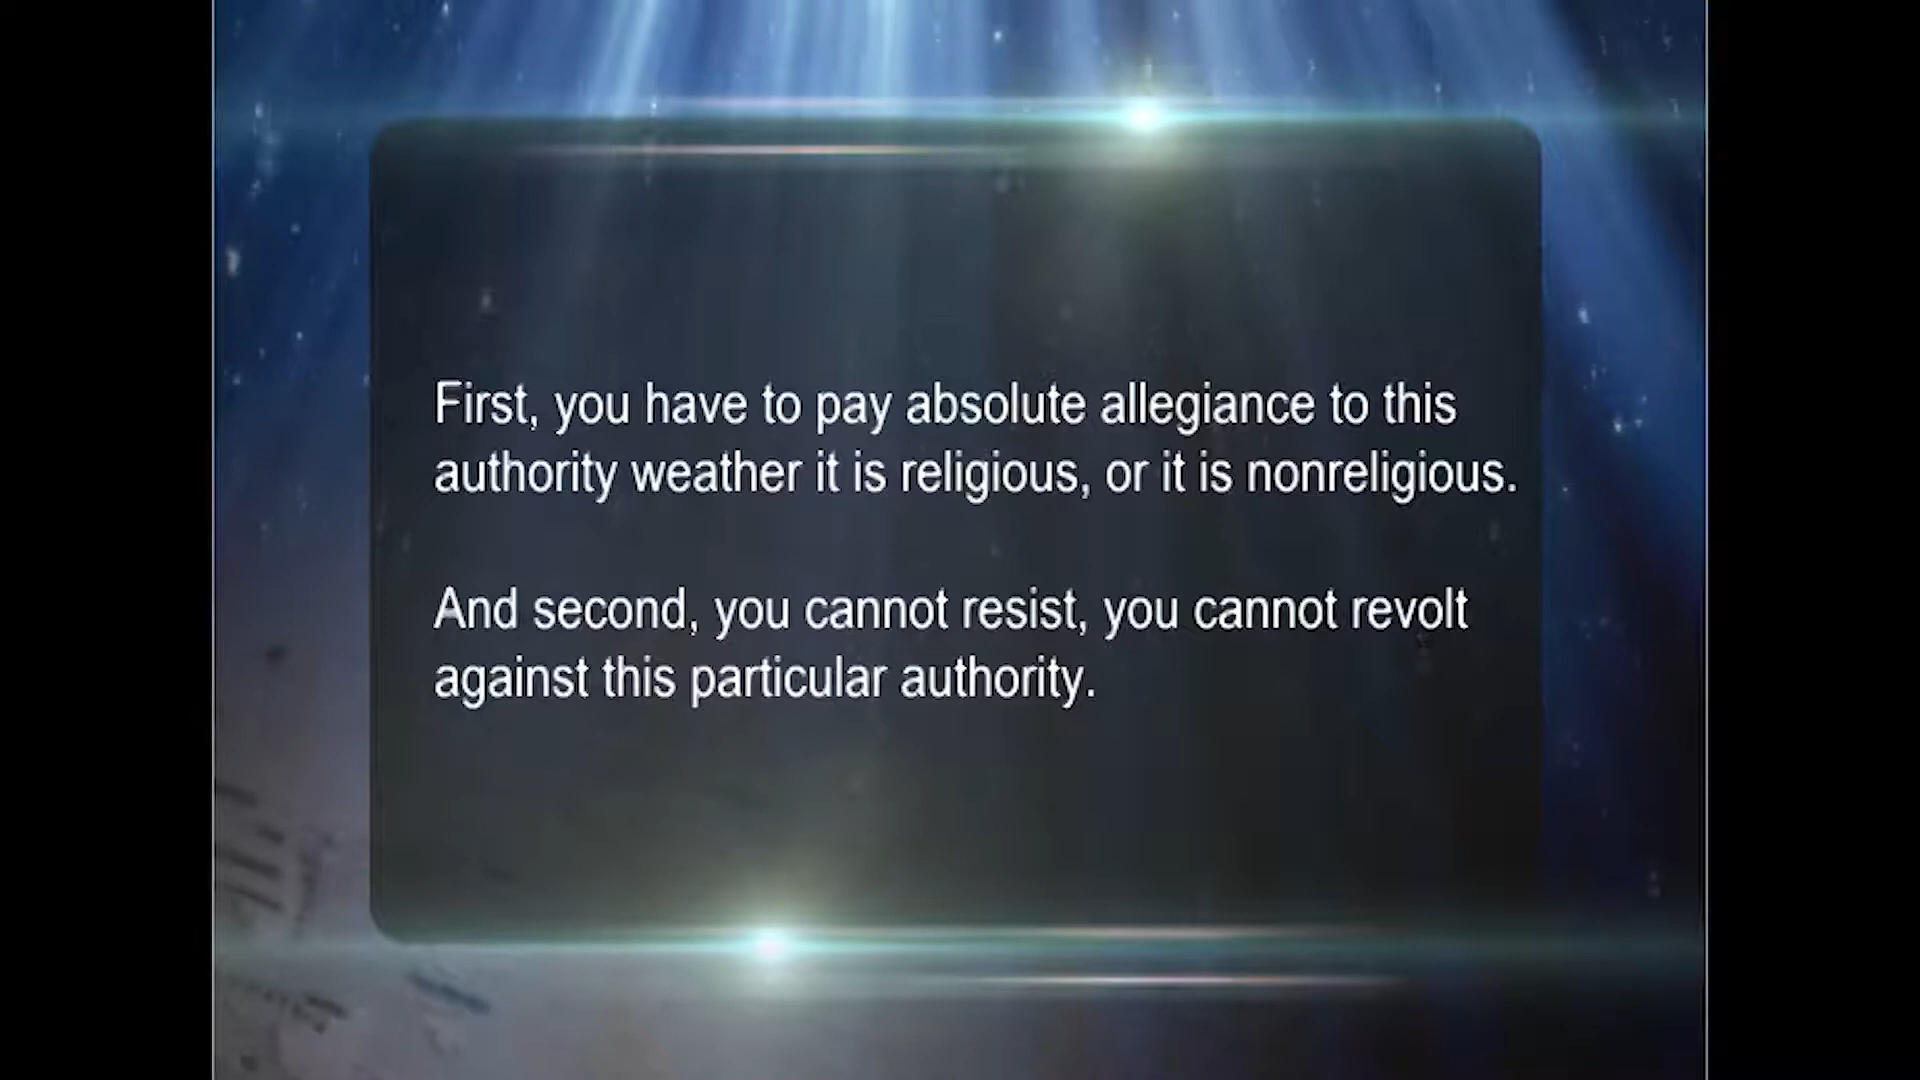 First, you have to pay absolute allegiance to this
authority weather it is religious, or it is nonreligious.
And second, you cannot resist, you cannot revolt
against this particular authority.